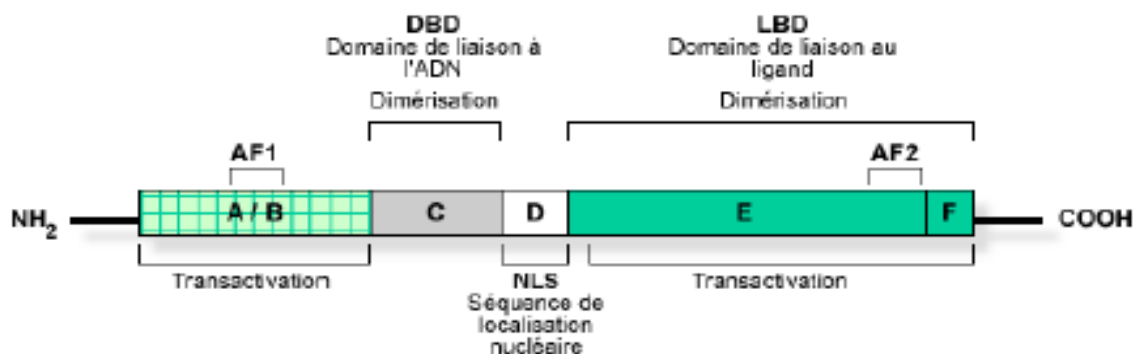 DBD
Domaine de liaison à
l'ADN
Dimérisation
LBD
Domaine de liaison au
ligand
Dimérisation
AF1
AF2
NH2
A / B
C
D
E
F
COOH
Transactivation
NLS
Séquance de
localisation
nucléaire
Transactivation